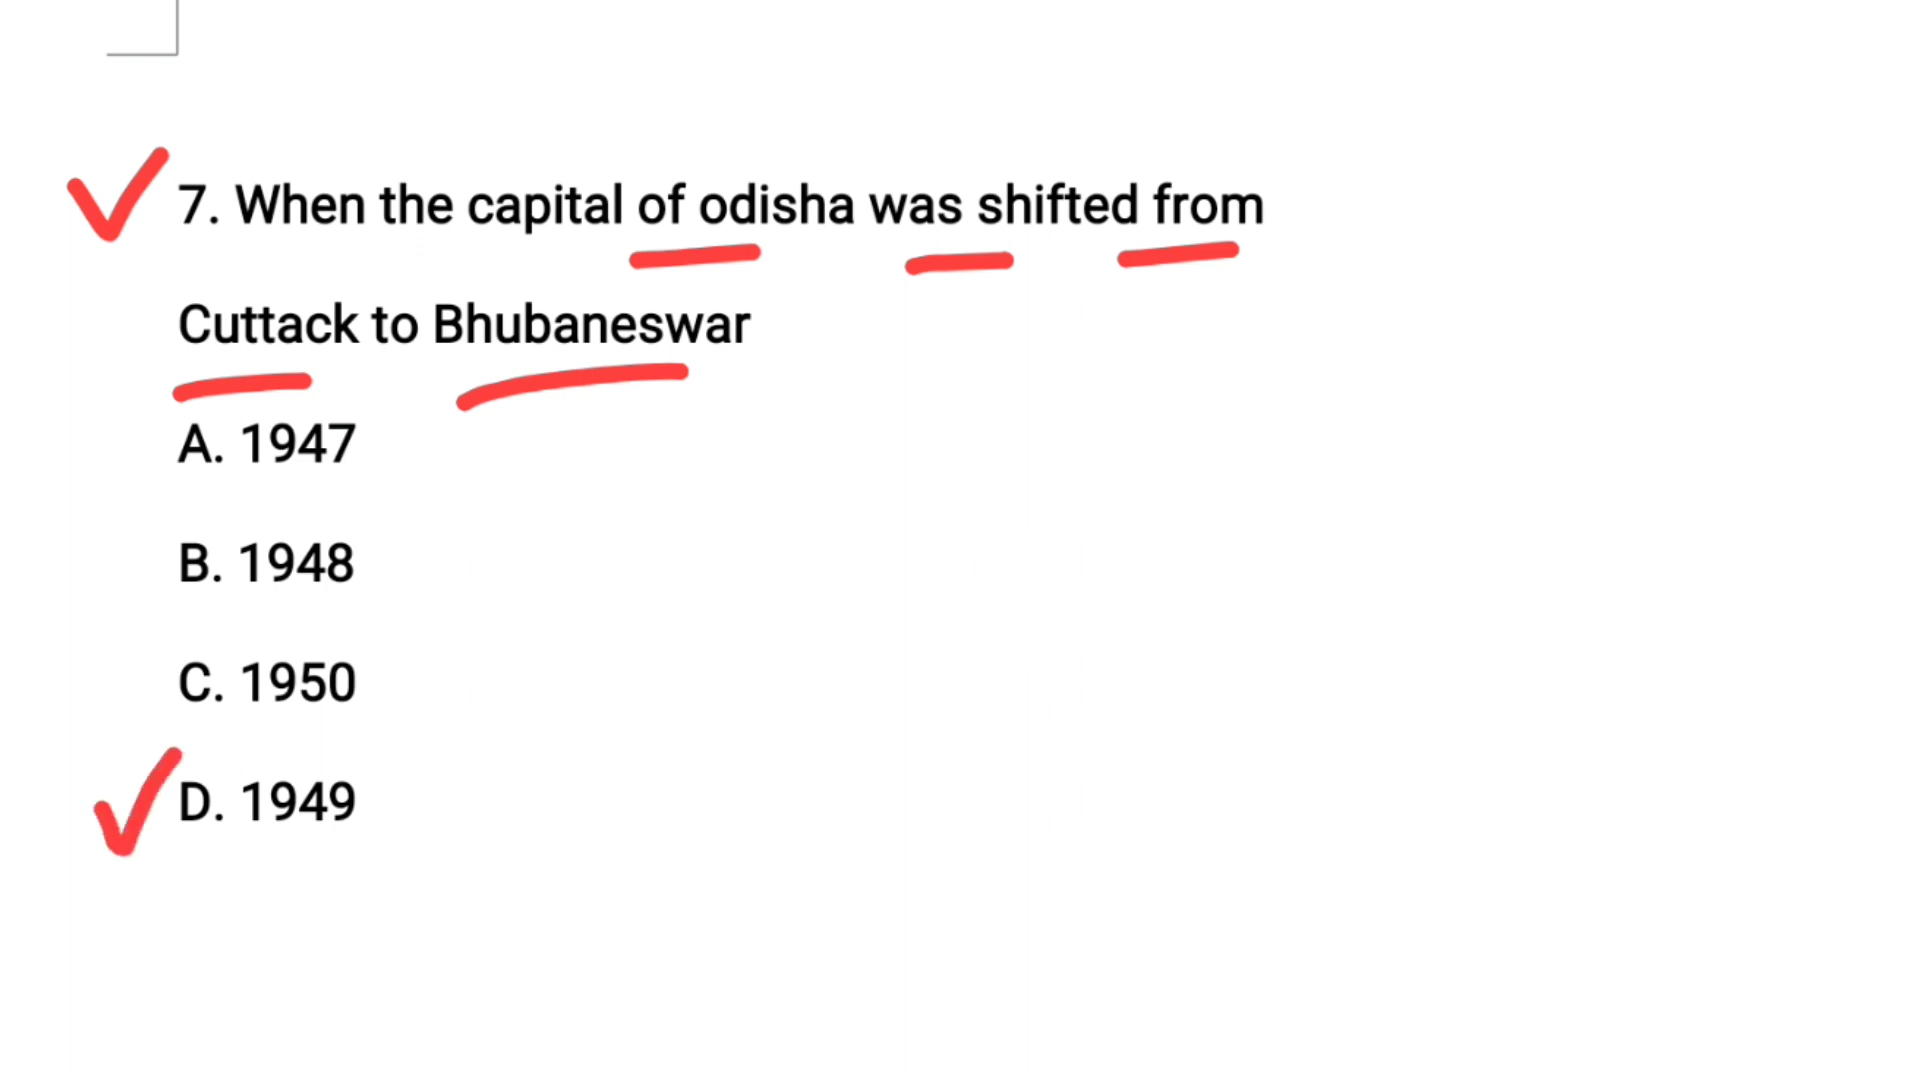 7. When the capital of odisha was shifted from
Cuttack to Bhubaneswar
A. 1947
B. 1948
C. 1950
D. 1949